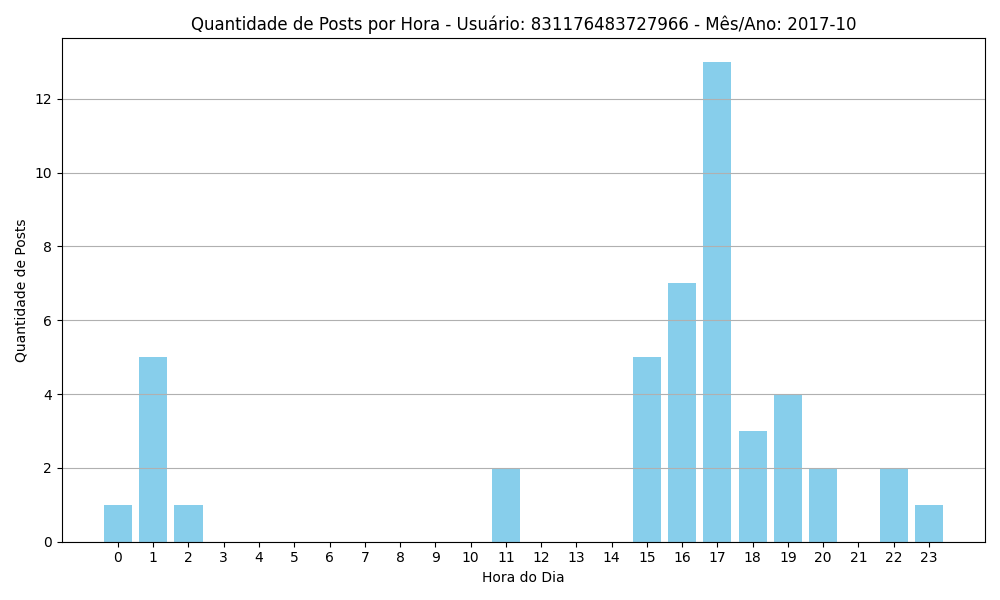 Quantidade de Posts por Hora - Usuário: 831176483727966 - Mês/Ano: 2017-10
Quantidade de Posts
12
10
8
6
4
2
0
0 1 2 3 4 5 6 7 8 9 10 11 12 13 14 15 16 17 18 19 20 21 22 23
Hora do Dia